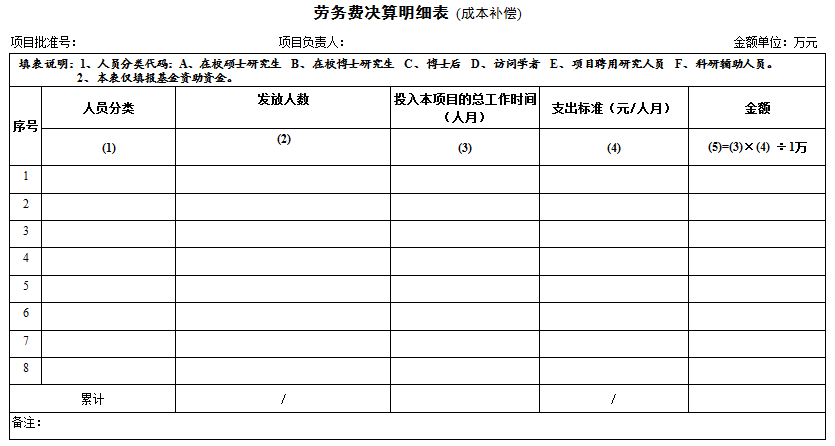 劳务费决算明细表 (成本补偿)
项目批准号： 项目负责人： 金额单位：万元
填表说明：1、人员分类代码：A、在校硕士研究生 B、在校博士研究生 C、博士后 D、访问学者 E、项目聘用研究人员 F、科研辅助人员。
2、本表仅填报基金资助资金。
序号 人员分类 发放人数 投入本项目的总工作时间（人月） 支出标准（元/人月） 金额
(1) (2) (3) (4) (5)=(3)×(4) ÷1万
1
2
3
4
5
6
7
8
累计 / /
备注：